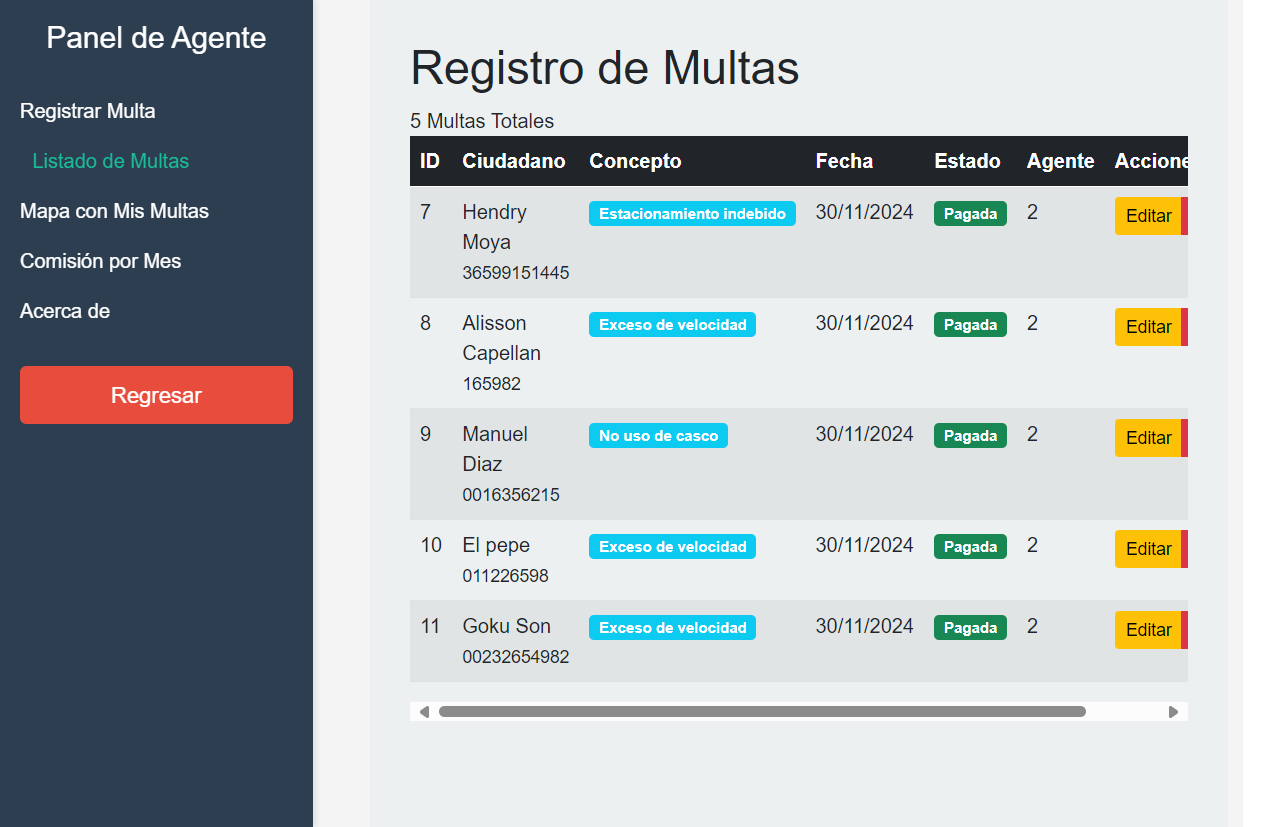 Panel de Agente
Registrar Multa
Listado de Multas
Mapa con Mis Multas
Comisión por Mes
Acerca de
Regresar
Registro de Multas
5 Multas Totales
ID Ciudadano Concepto Fecha Estado Agente Accione
7 Hendry Estacionamiento indebido 30/11/2024 Pagada 2 Editar
Moya
36599151445
8 Alisson Exceso de velocidad 30/11/2024 Pagada 2 Editar
Capellan
165982
9 Manuel No uso de casco 30/11/2024 Pagada 2 Editar
Diaz
0016356215
10 El pepe Exceso de velocidad 30/11/2024 Pagada 2 Editar
011226598
11 Goku Son Exceso de velocidad 30/11/2024 Pagada 2 Editar
00232654982